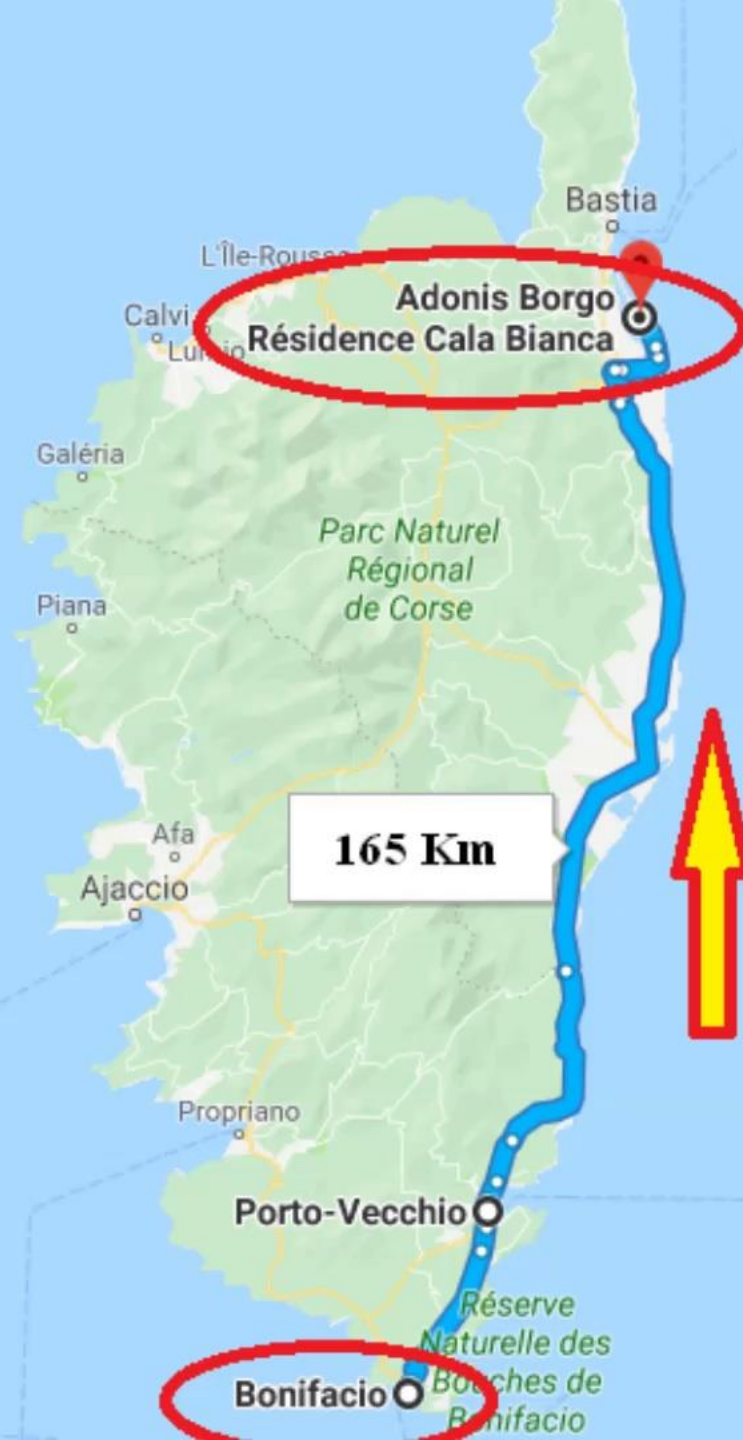 Bastia
L'Île-Rousse
Adonis Borgo
Résidence Cala Bianca
Calvi
Galéria
Parc Naturel
Régional
de Corse
Piana
165 Km
Afa
Ajaccio
Propriano
Porto-Vecchio
Réserve
Naturelle des
Bouches de
Bonifacio
Bonifacio